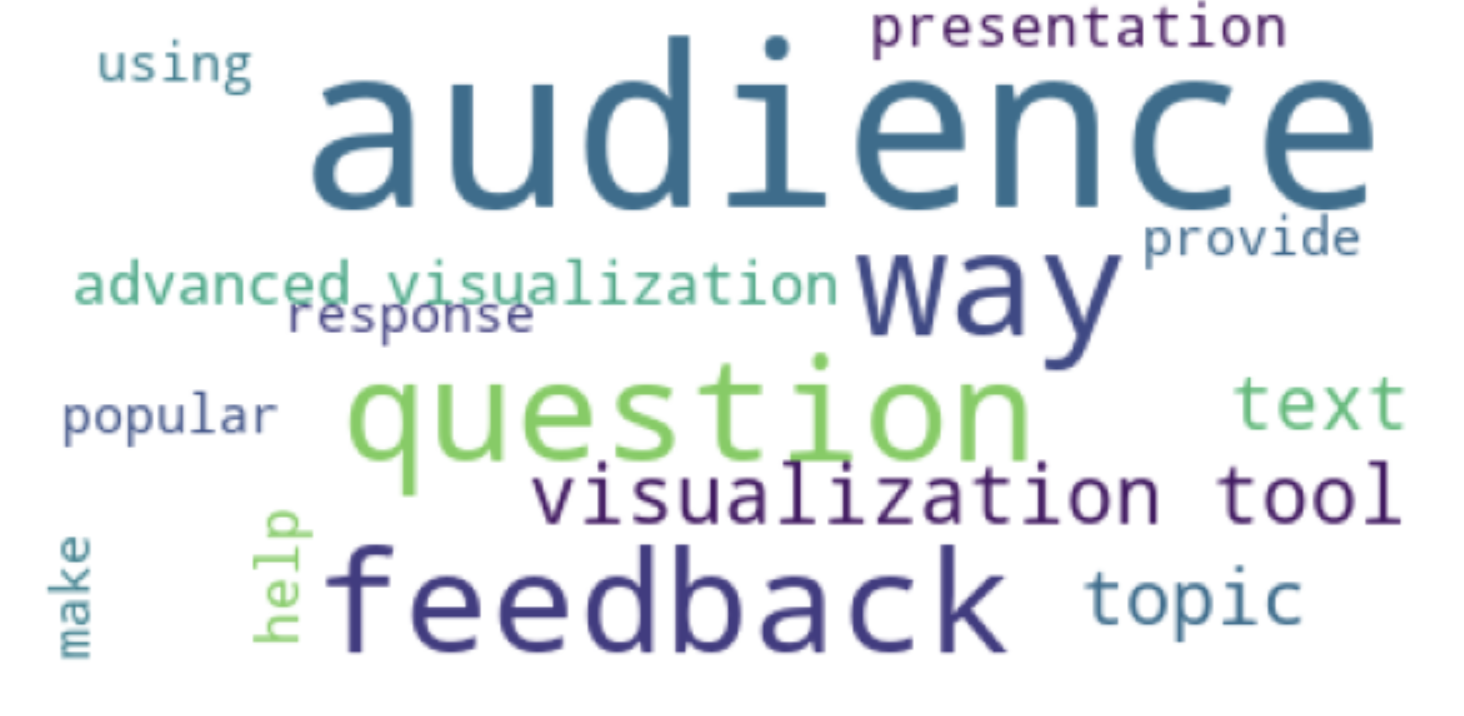 presentation
using
audience
provide
advanced visualization
way
response
question
popular
text
visualization tool
help
make
feedback
topic